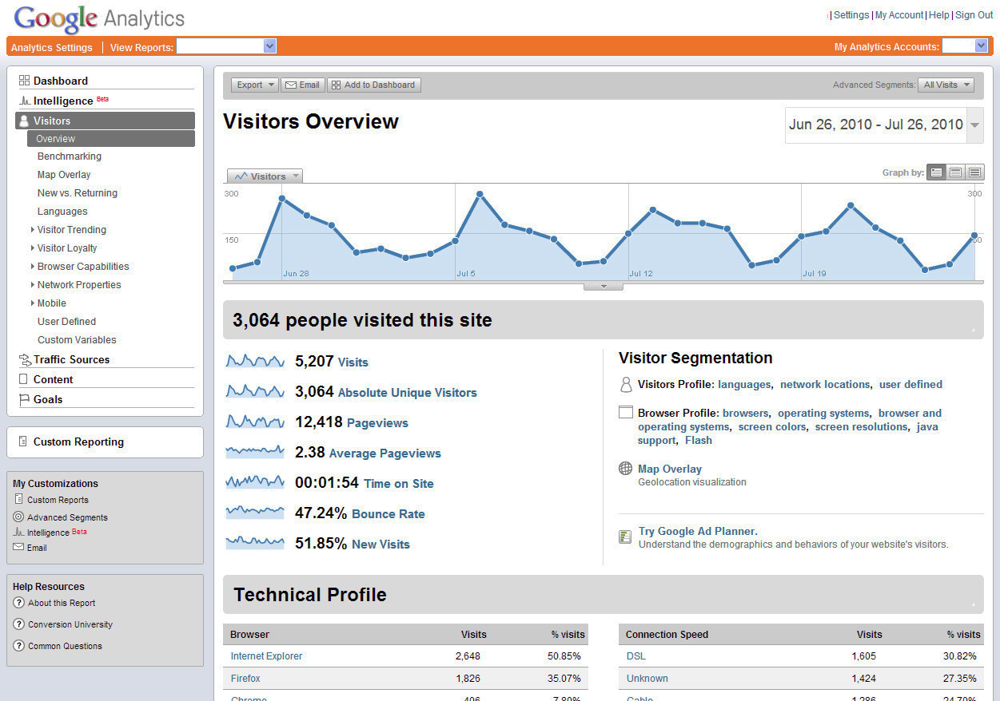 Google Analytics
Settings | My Account | Help | Sign Out
Analytics Settings | View Reports:
My Analytics Accounts:
Dashboard
Intelligence Beta
Visitors
Overview
Benchmarking
Map Overlay
New vs. Returning
Languages
Visitor Trending
Visitor Loyalty
Browser Capabilities
Network Properties
Mobile
User Defined
Custom Variables
Traffic Sources
Content
Goals
Custom Reporting
My Customizations
Custom Reports
Advanced Segments
Intelligence Beta
Email
Help Resources
About this Report
Conversion University
Common Questions
Export Email Add to Dashboard
Advanced Segments: All Visits
Visitors Overview
Jun 26, 2010 - Jul 26, 2010
Visitors
Graph by:
300 300
150
Jun 28 Jul 5 Jul 12 Jul 19
3,064 people visited this site
5,207 Visits
3,064 Absolute Unique Visitors
12,418 Pageviews
2.38 Average Pageviews
00:01:54 Time on Site
47.24% Bounce Rate
51.85% New Visits
Visitor Segmentation
Visitors Profile: languages, network locations, user defined
Browser Profile: browsers, operating systems, browser and
operating systems, screen colors, screen resolutions, java
support, Flash
Map Overlay
Geolocation visualization
Try Google Ad Planner.
Understand the demographics and behaviors of your website's visitors.
Technical Profile
Browser Visits % visits
Internet Explorer 2,648 50.85%
Firefox 1,826 35.07%
Chrome 406 7.80%
Connection Speed Visits % visits
DSL 1,605 30.82%
Unknown 1,424 27.35%
Cable 1,286 24.70%